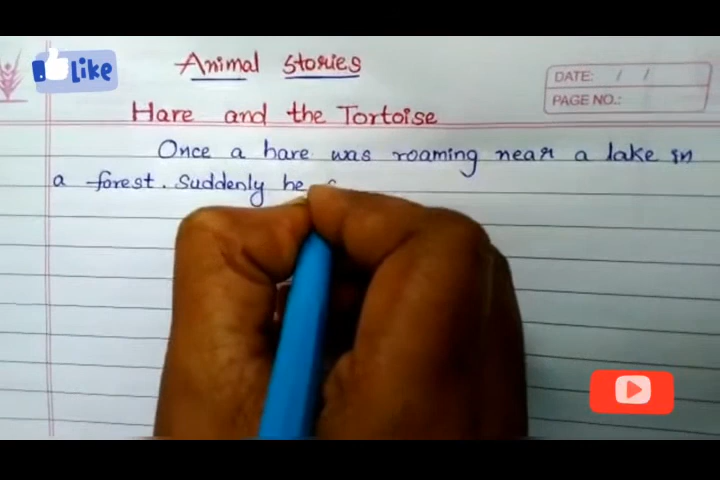 Like
Animal Stories
DATE: / /
PAGE NO.:
Hare and the Tortoise
Once a hare was roaming near a lake in
a forest. Suddenly he